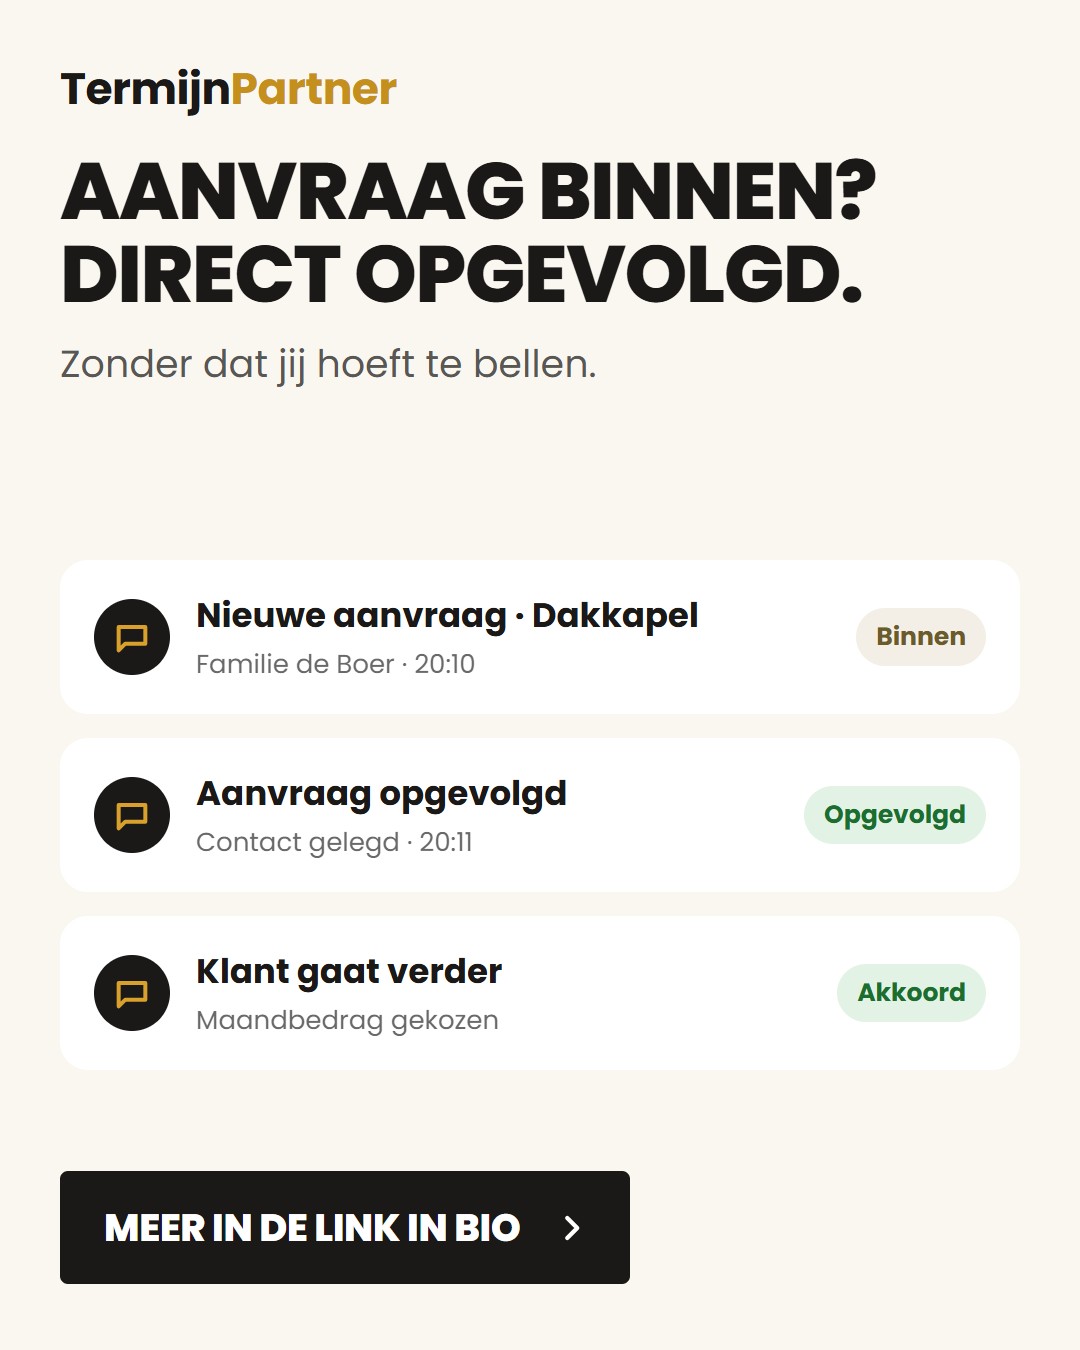 TermijnPartner
AANVRAAG BINNEN?
DIRECT OPGEVOLGD.
Zonder dat jij hoeft te bellen.
Nieuwe aanvraag · Dakkapel
Familie de Boer · 20:10
Binnen
Aanvraag opgevolgd
Contact gelegd · 20:11
Opgevolgd
Klant gaat verder
Maandbedrag gekozen
Akkoord
MEER IN DE LINK IN BIO